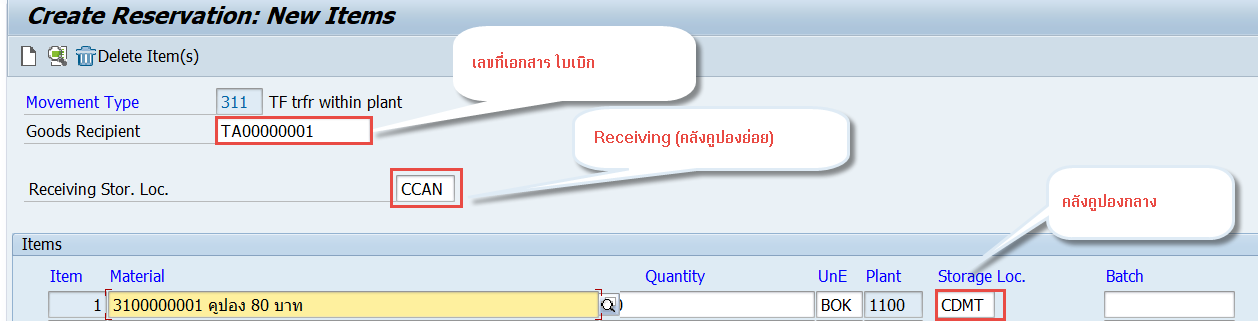 Create Reservation: New Items
Delete Item(s)
เลขที่เอกสาร ใบเบิก
Movement Type 311 TF trfr within plant
Goods Recipient TA00000001
Receiving (คลังคูปองย่อย)
Receiving Stor. Loc. CCAN
คลังคูปองกลาง
Items
Item Material Quantity UnE Plant Storage Loc. Batch
1 3100000001 คูปอง 80 บาท ) BOK 1100 CDMT